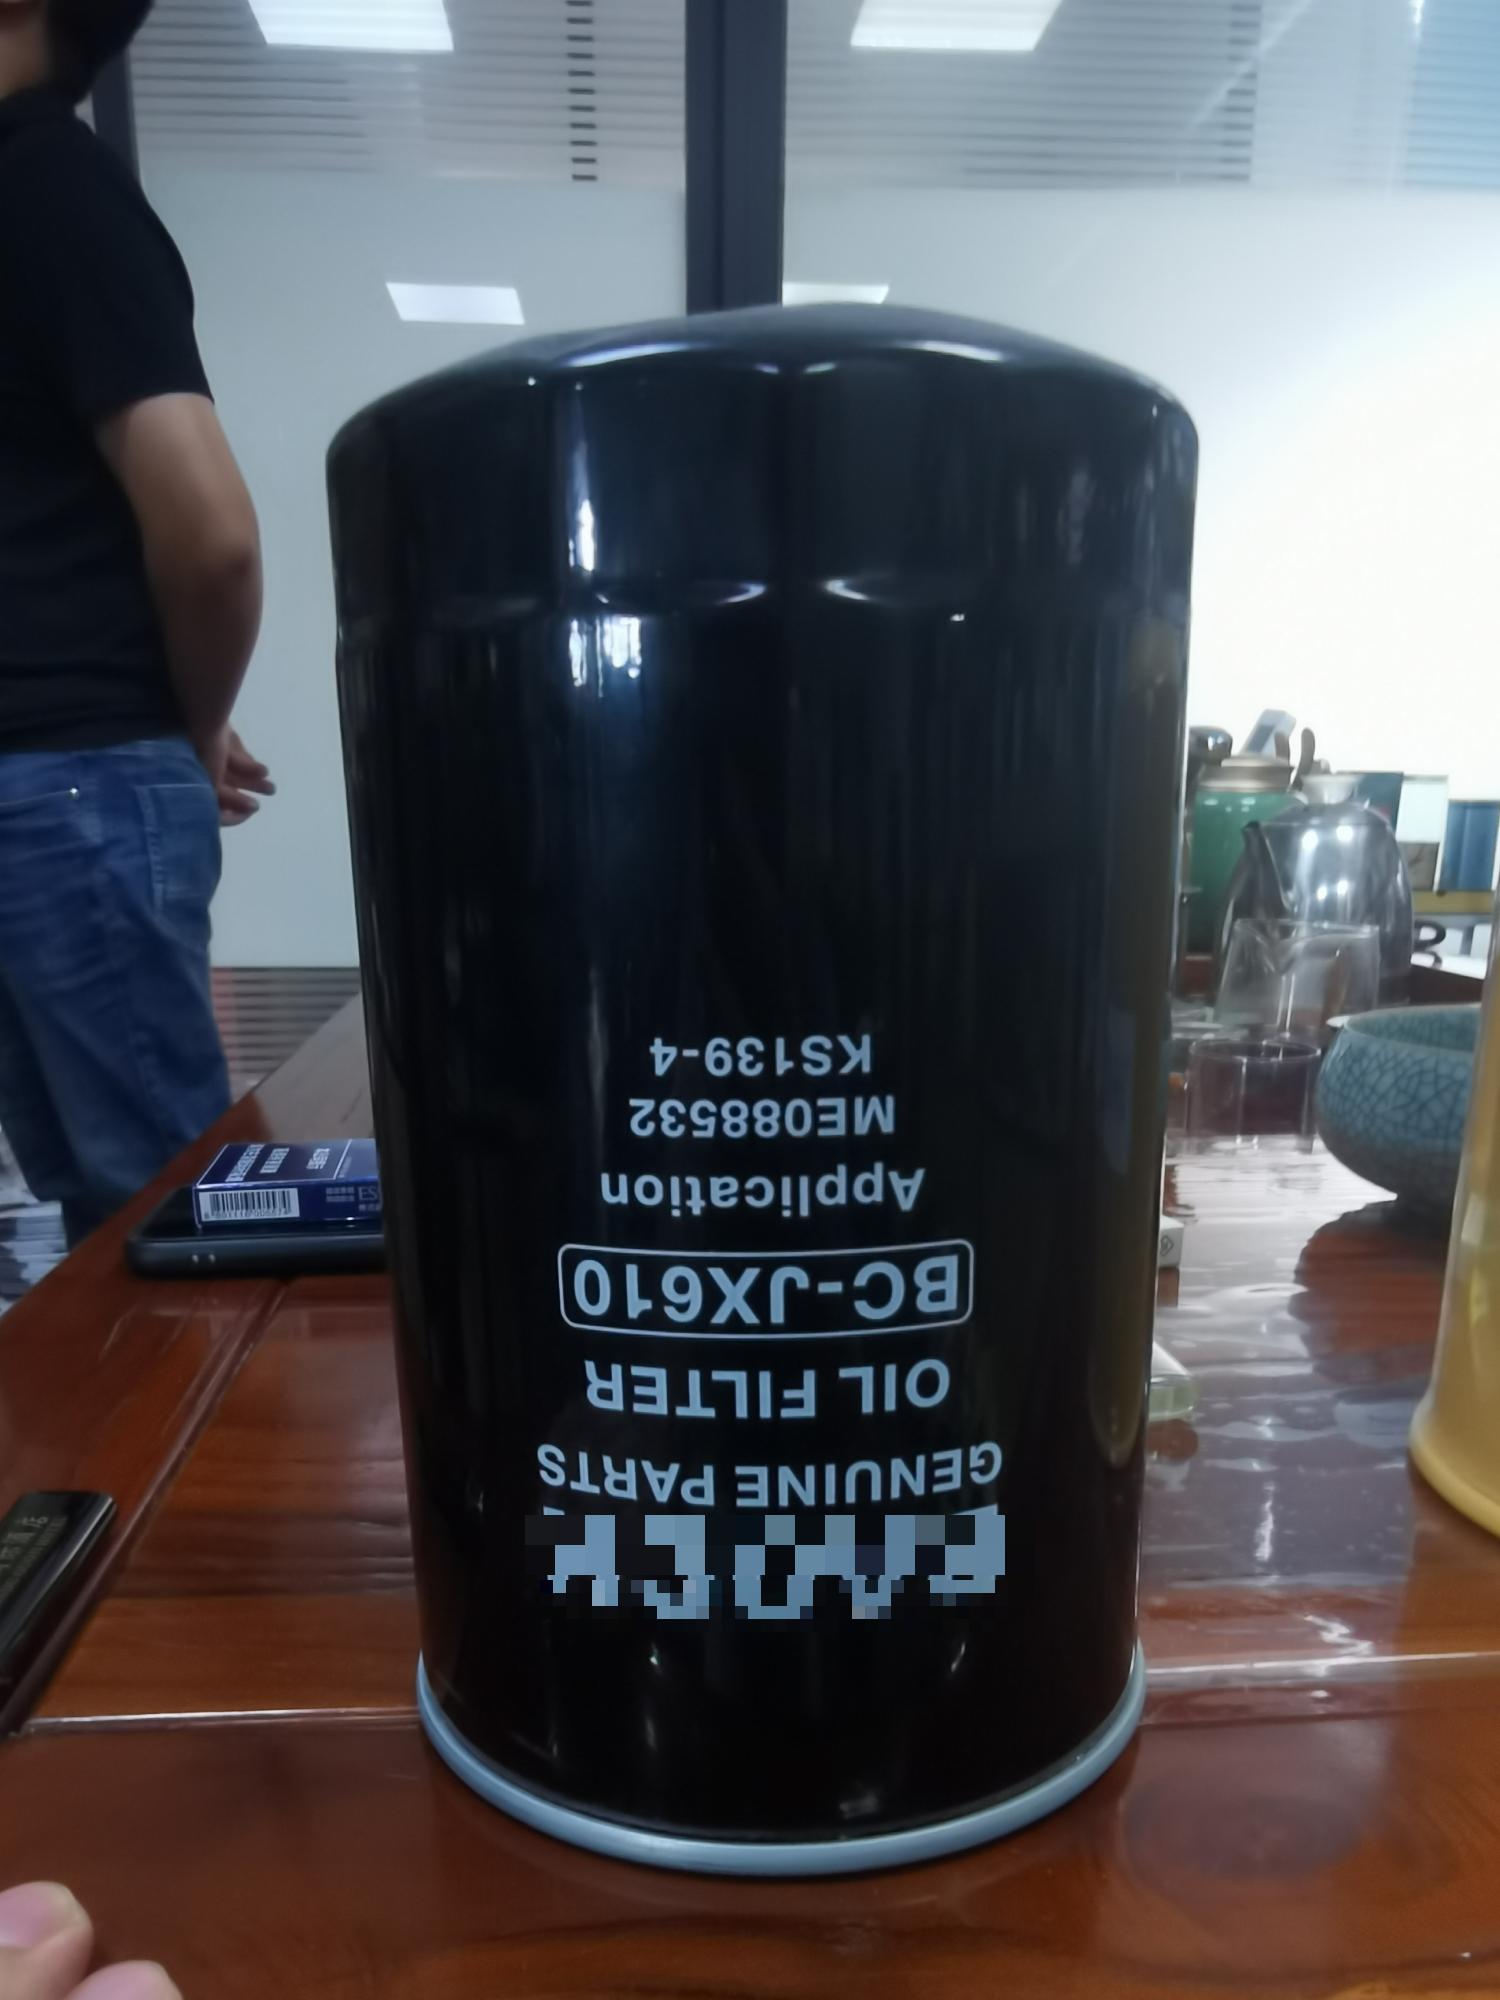 GENUINE PARTS
OIL FILTER
BC-JX610
Application
ME088532
KS139-4